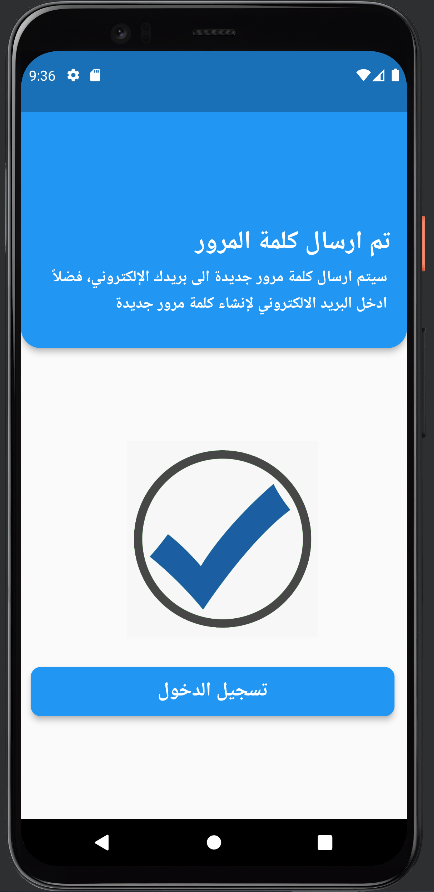 9:36
تم ارسال كلمة المرور
سيتم ارسال كلمة مرور جديدة الى بريدك الإلكتروني، فضلاً
ادخل البريد الالكتروني لإنشاء كلمة مرور جديدة
تسجيل الدخول